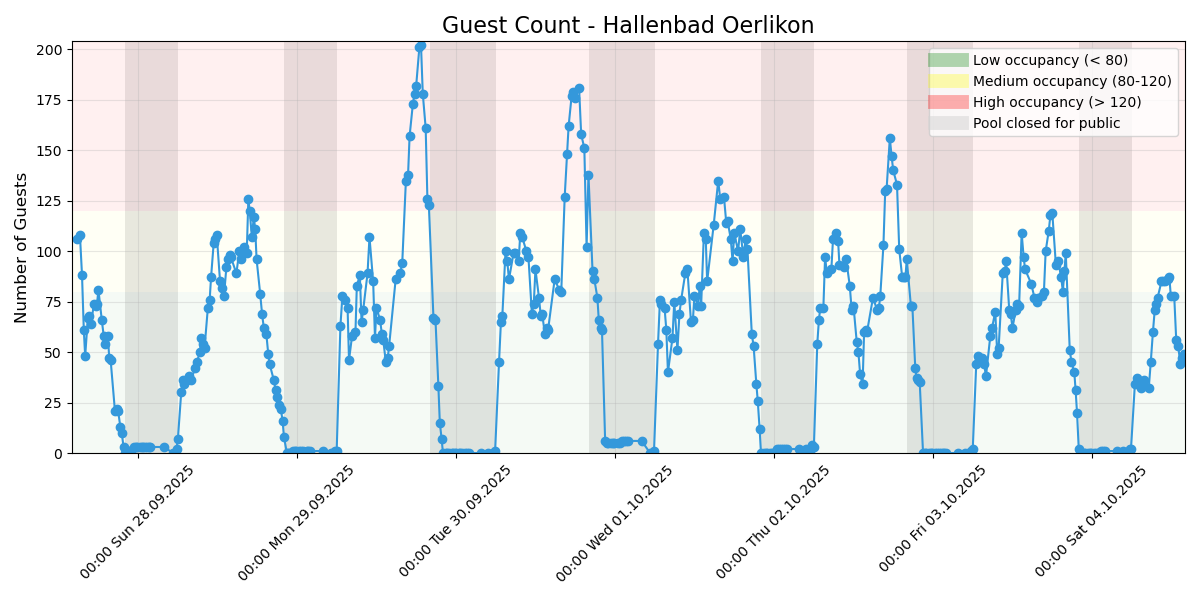 Guest Count - Hallenbad Oerlikon
Number of Guests
200
175
150
125
100
75
50
25
0
Low occupancy (< 80)
Medium occupancy (80-120)
High occupancy (> 120)
Pool closed for public
00:00 Sun 28.09.2025
00:00 Mon 29.09.2025
00:00 Tue 30.09.2025
00:00 Wed 01.10.2025
00:00 Thu 02.10.2025
00:00 Fri 03.10.2025
00:00 Sat 04.10.2025